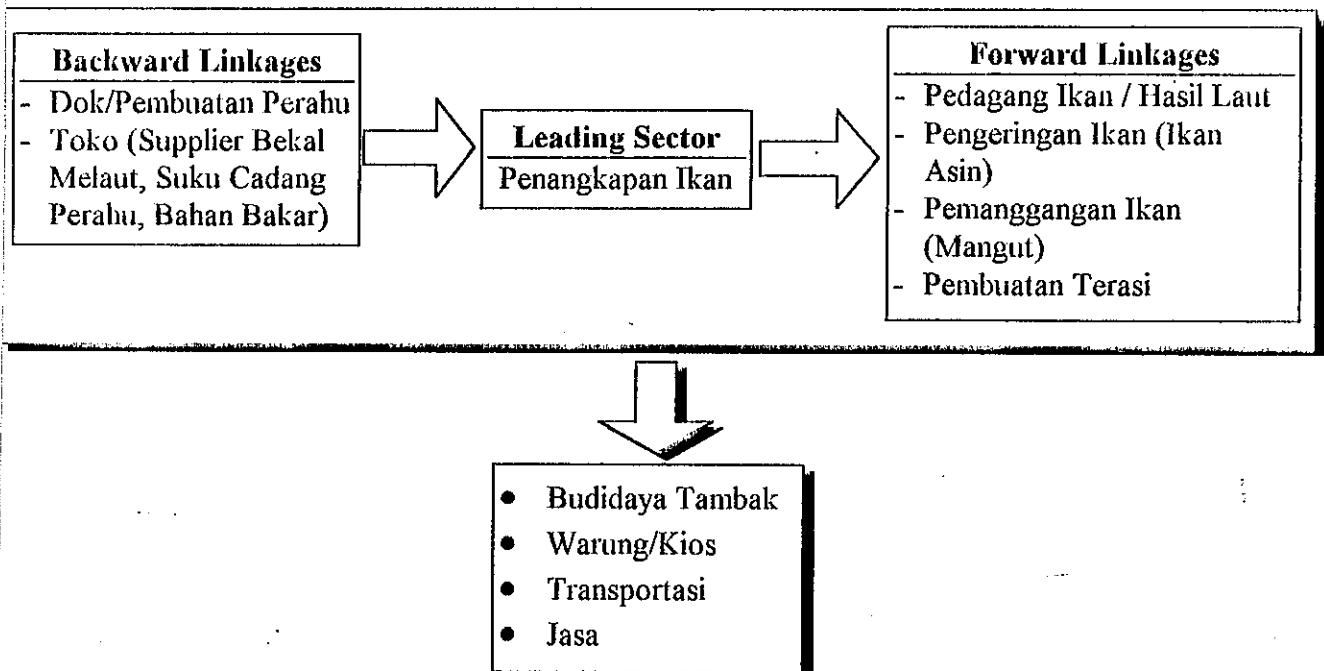 Backward Linkages
- Dok/Pembuatan Perahu
- Toko (Supplier Bekal
Melaut, Suku Cadang
Perahu, Bahan Bakar)
Leading Sector
Penangkapan Ikan
Forward Linkages
- Pedagang Ikan / Hasil Laut
- Pengeringan Ikan (Ikan
Asin)
- Pemanggangan Ikan
(Mangut)
- Pembuatan Terasi
• Budidaya Tambak
• Warung/Kios
• Transportasi
• Jasa